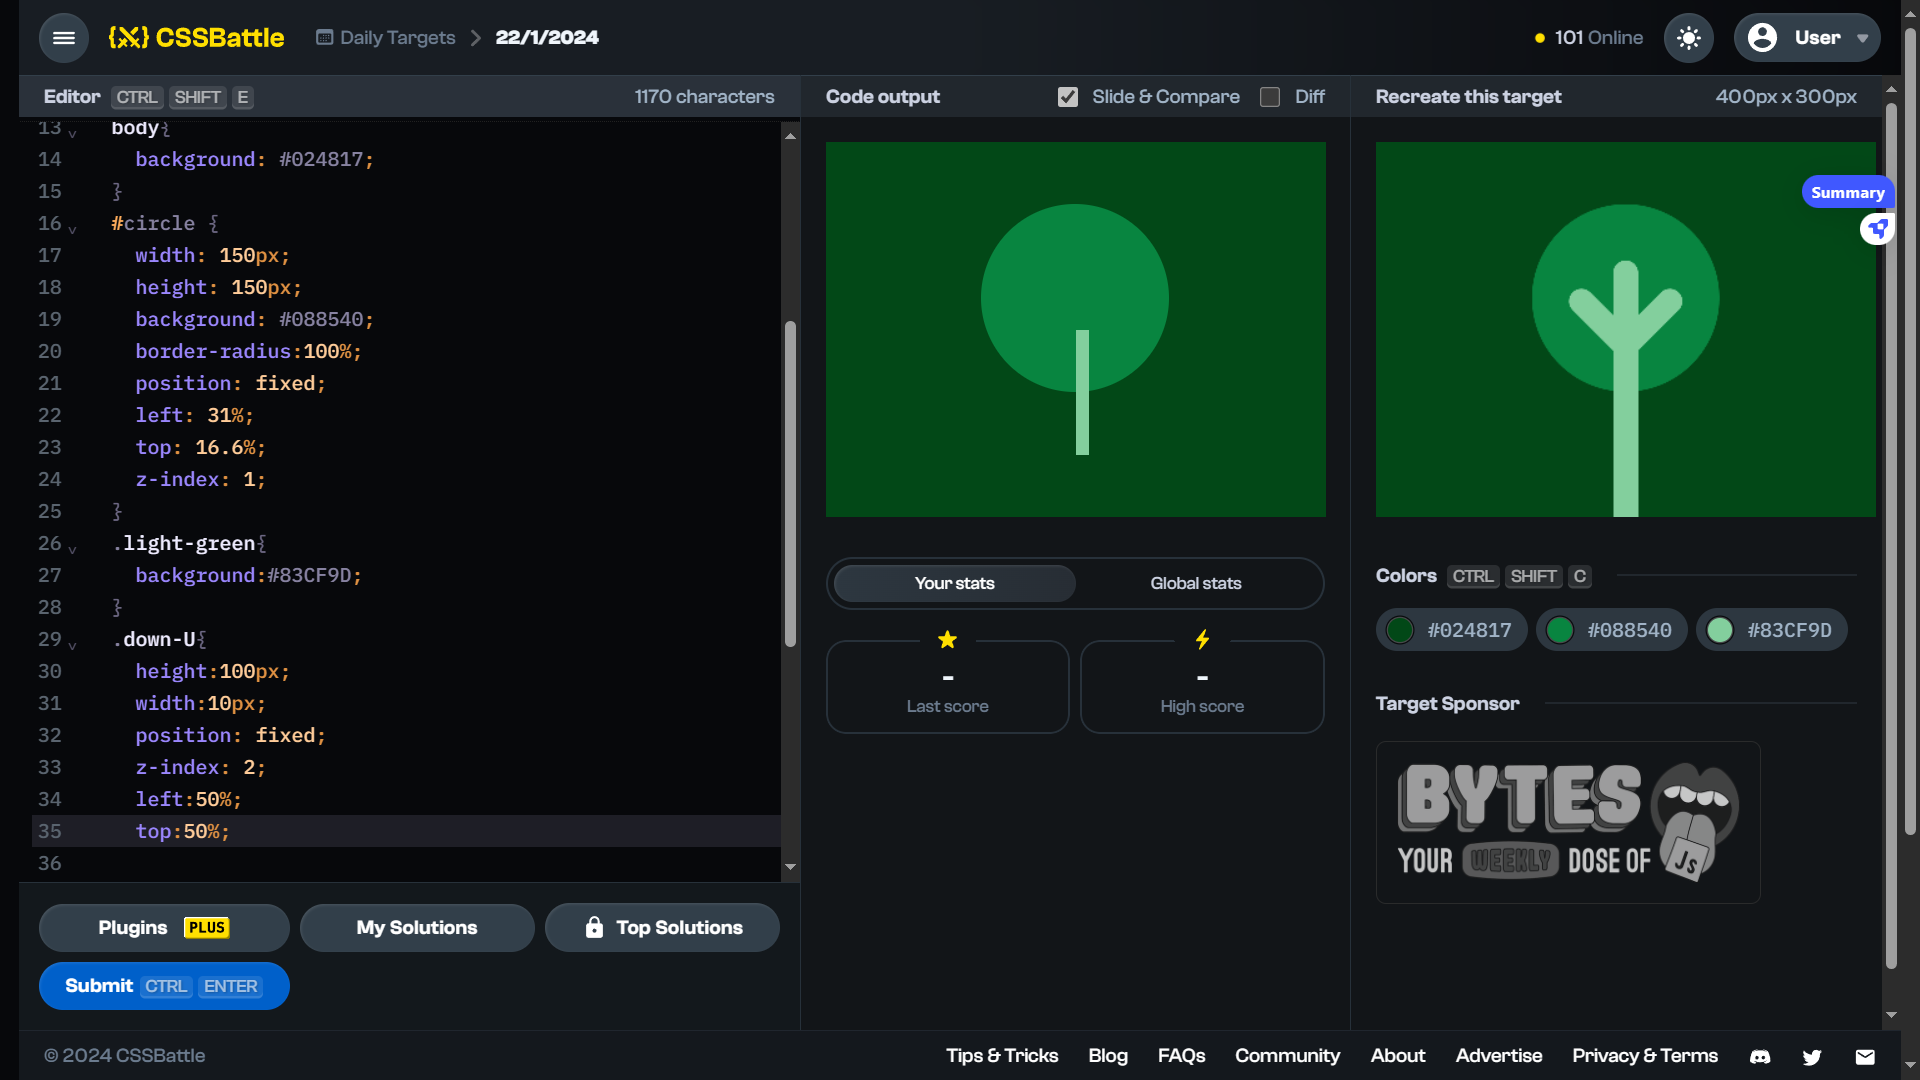 {X} CSSBattle
Daily Targets
22/1/2024
101 Online
User
Editor CTRL SHIFT E
1170 characters
13 body{
14 background: #024817;
15 }
16 #circle {
17 width: 150px;
18 height: 150px;
19 background: #088540;
20 border-radius:100%;
21 position: fixed;
22 left: 31%;
23 top: 16.6%;
24 z-index: 1;
25 }
26 .light-green{
27 background:#83CF9D;
28 }
29 .down-U{
30 height:100px;
31 width:10px;
32 position: fixed;
33 z-index: 2;
34 left:50%;
35 top:50%;
36
Plugins PLUS
My Solutions
Top Solutions
Submit CTRL ENTER
Code output
Slide & Compare
Diff
Your stats
Global stats
-
Last score
-
High score
Recreate this target
400px x 300px
Summary
Colors CTRL SHIFT C
#024817
#088540
#83CF9D
Target Sponsor
BYTES
YOUR WEEKLY DOSE OF JS
© 2024 CSSBattle
Tips & Tricks
Blog
FAQs
Community
About
Advertise
Privacy & Terms